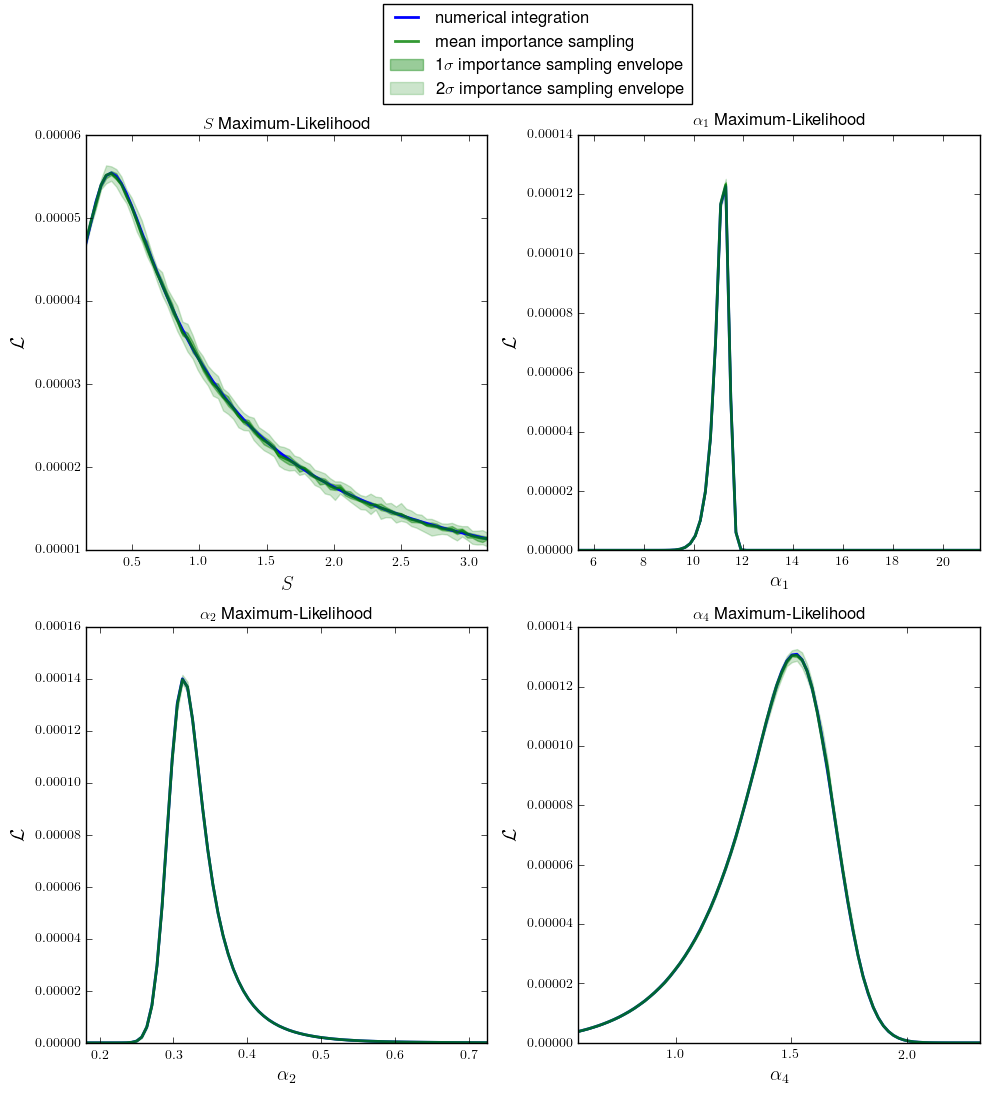 numerical integration
mean importance sampling
1σ importance sampling envelope
2σ importance sampling envelope
S Maximum-Likelihood
0.00006
0.00005
0.00004
0.00003
0.00002
0.00001
ℒ
0.5 1.0 1.5 2.0 2.5 3.0
S
α₁ Maximum-Likelihood
0.00014
0.00012
0.00010
0.00008
0.00006
0.00004
0.00002
0.00000
ℒ
6 8 10 12 14 16 18 20
α₁
α₂ Maximum-Likelihood
0.00016
0.00014
0.00012
0.00010
0.00008
0.00006
0.00004
0.00002
0.00000
ℒ
0.2 0.3 0.4 0.5 0.6 0.7
α₂
α₄ Maximum-Likelihood
0.00014
0.00012
0.00010
0.00008
0.00006
0.00004
0.00002
0.00000
ℒ
1.0 1.5 2.0
α₄